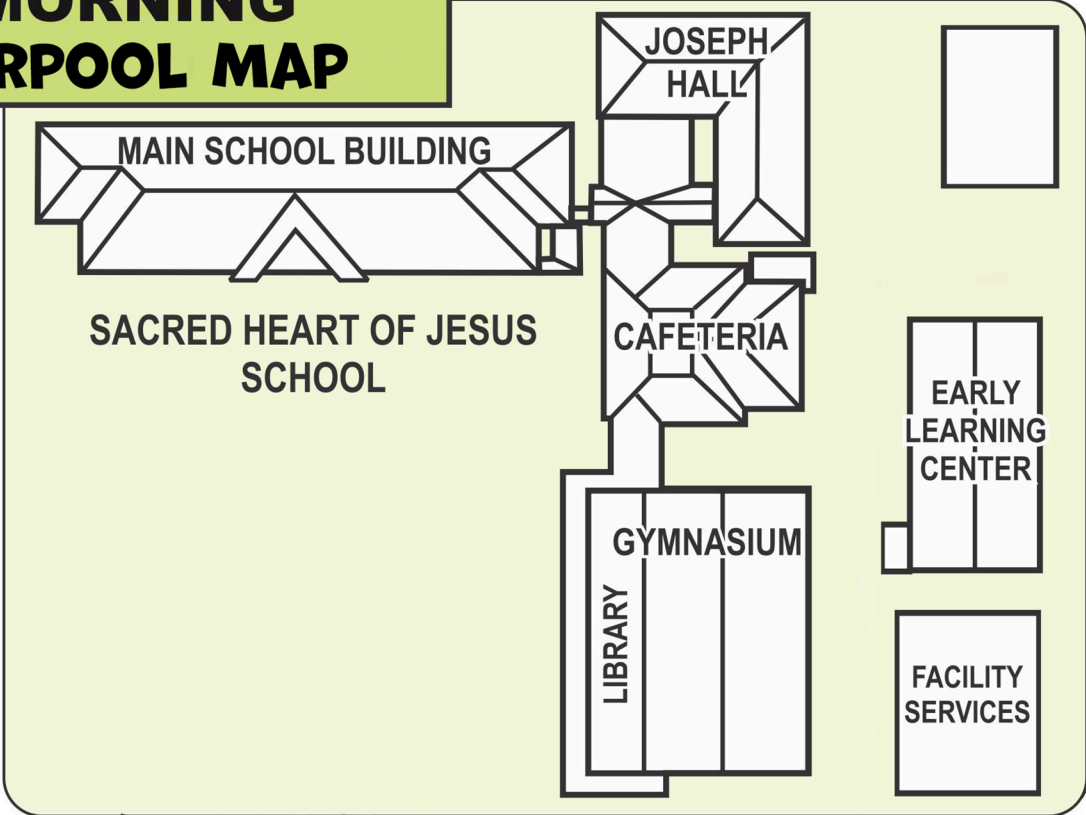 MORNING
RPOOL MAP
JOSEPH
HALL
MAIN SCHOOL BUILDING
SACRED HEART OF JESUS
SCHOOL
CAFETERIA
EARLY
LEARNING
CENTER
GYMNASIUM
LIBRARY
FACILITY
SERVICES